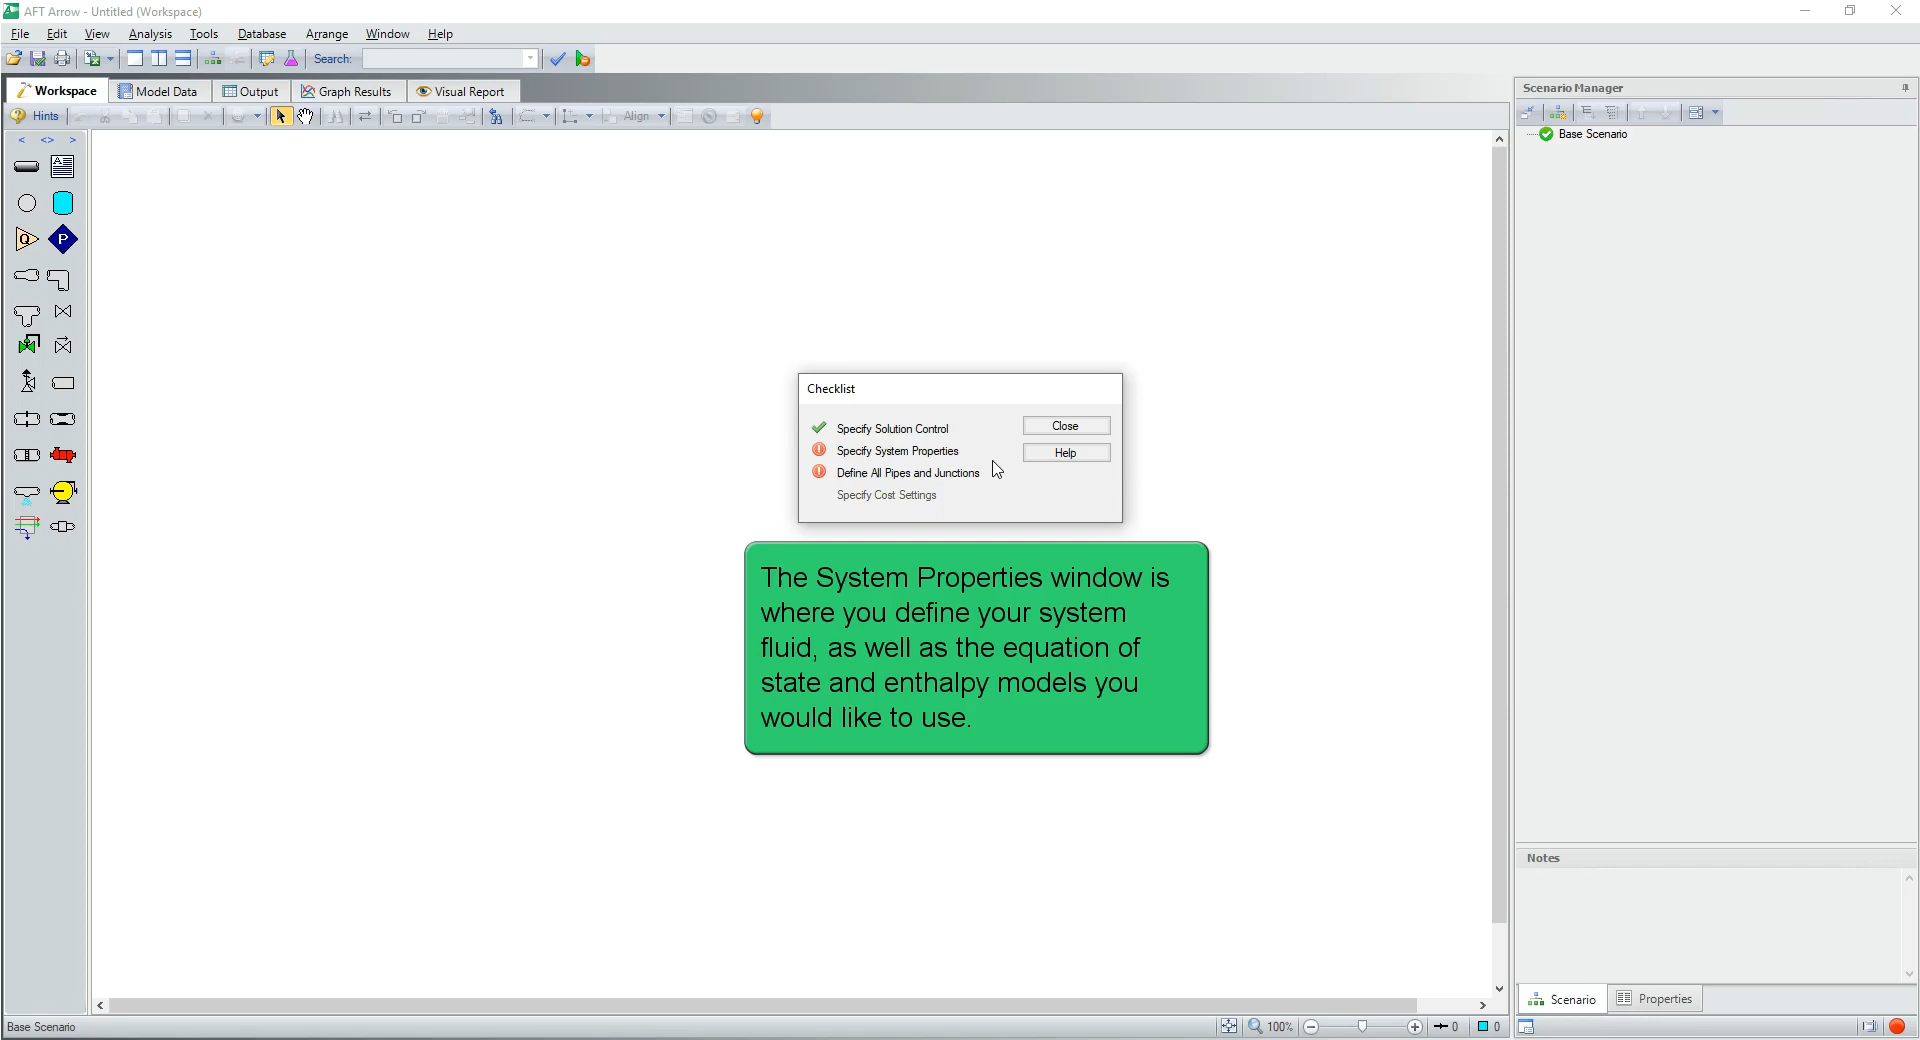 AFT Arrow - Untitled (Workspace)
File Edit View Analysis Tools Database Arrange Window Help
Search:
Workspace Model Data Output Graph Results Visual Report
Scenario Manager
Hints Align
Base Scenario
< <> >
A
Q P
Checklist
Specify Solution Control Close
Specify System Properties Help
Define All Pipes and Junctions
Specify Cost Settings
The System Properties window is
where you define your system
fluid, as well as the equation of
state and enthalpy models you
would like to use.
Notes
Scenario Properties
Base Scenario 100% 0 0